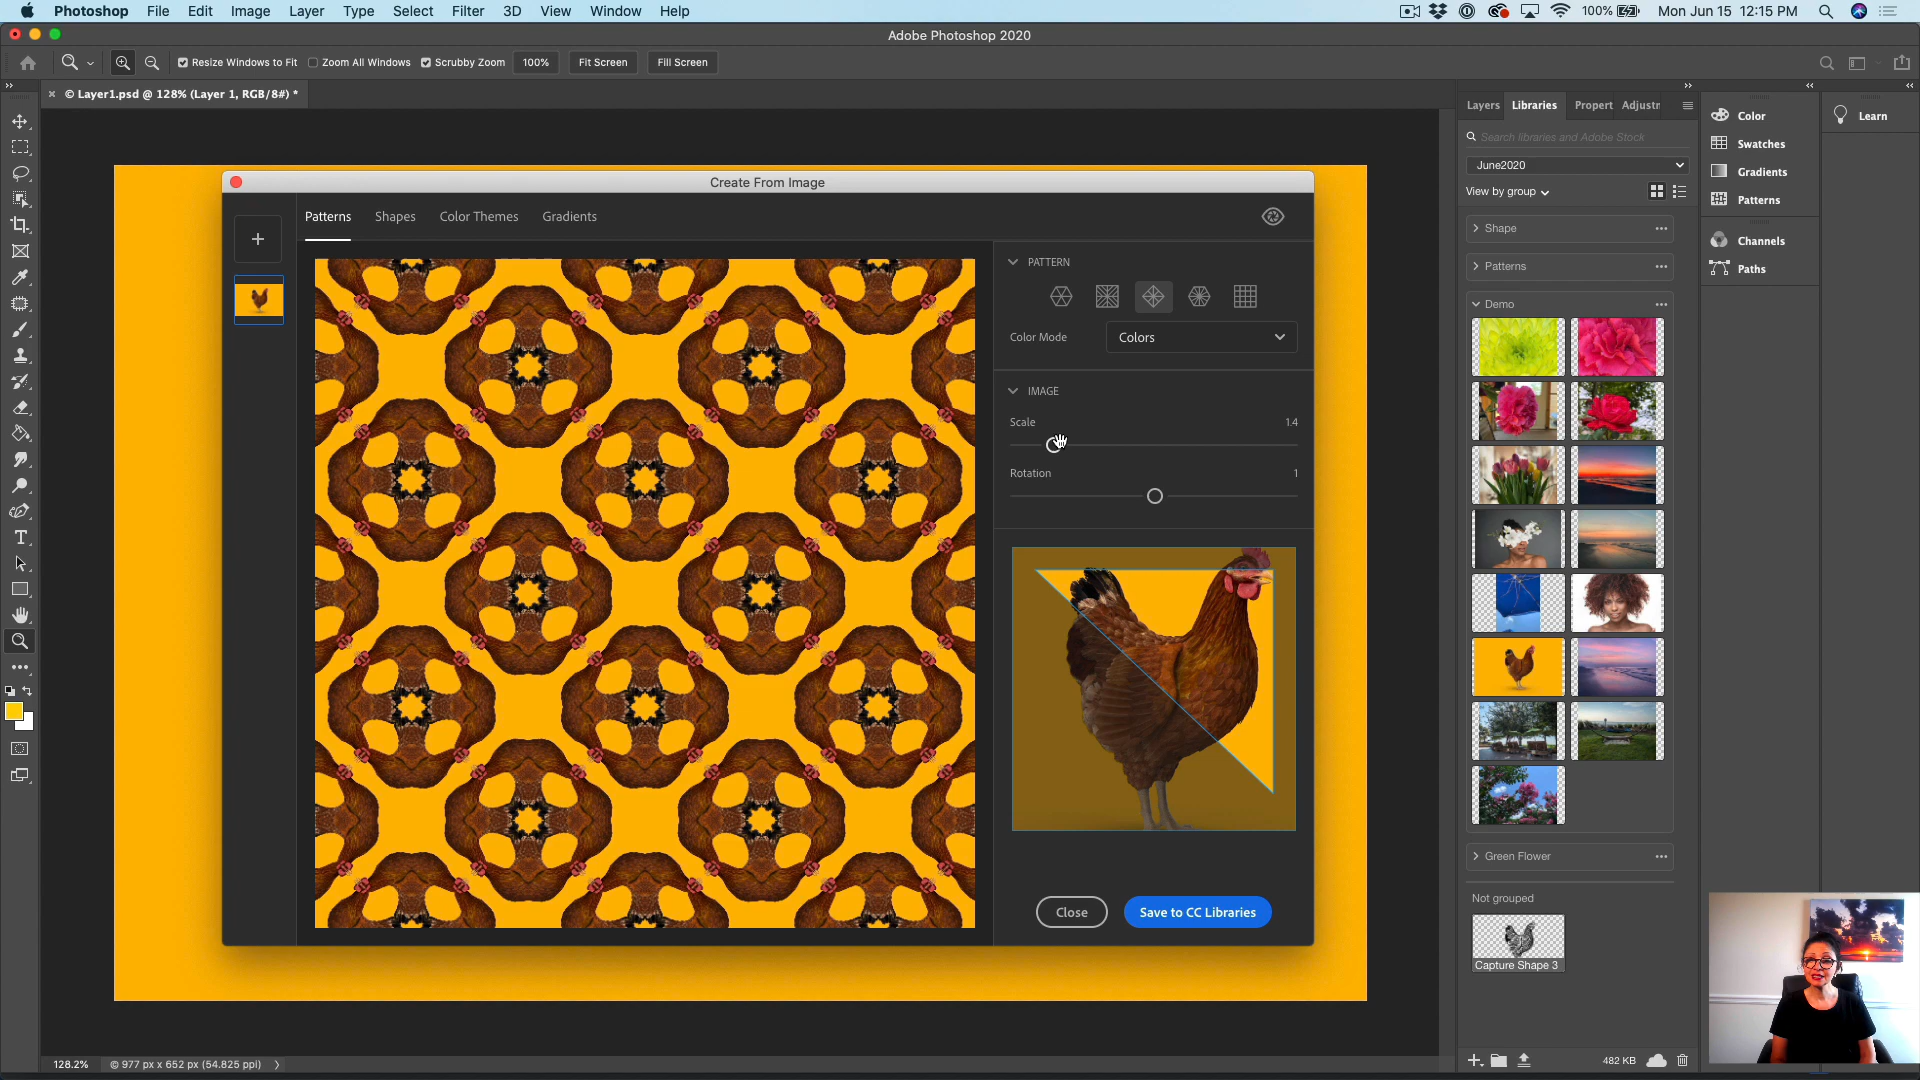 Photoshop File Edit Image Layer Type Select Filter 3D View Window Help 100% Mon Jun 15 12:15 PM
Adobe Photoshop 2020
Resize Windows to Fit Zoom All Windows Scrubby Zoom 100% Fit Screen Fill Screen
© Layer1.psd @ 128% (Layer 1, RGB/8#) *
Layers Libraries Propert Adjustr
Search libraries and Adobe Stock
June2020
View by group
Shape
Patterns
Demo
Green Flower
Not grouped
Capture Shape 3
482 KB
Color
Swatches
Gradients
Patterns
Channels
Paths
Learn
Create From Image
Patterns Shapes Color Themes Gradients
PATTERN
Color Mode Colors
IMAGE
Scale 1.4
Rotation 1
Close Save to CC Libraries
128.2% © 977 px x 652 px (54.825 ppi)